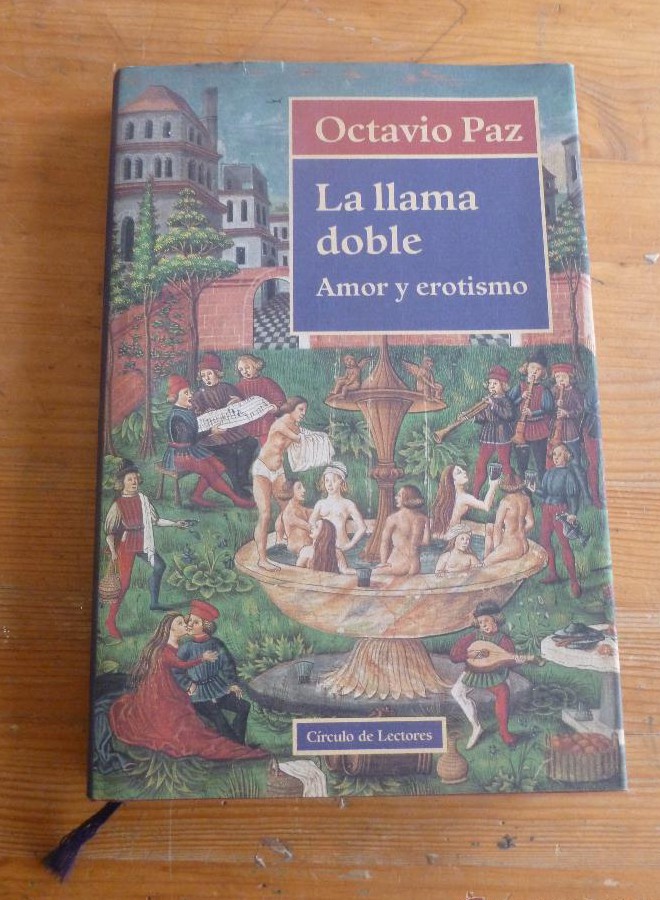 Octavio Paz
La llama
doble
Amor y erotismo
Círculo de Lectores